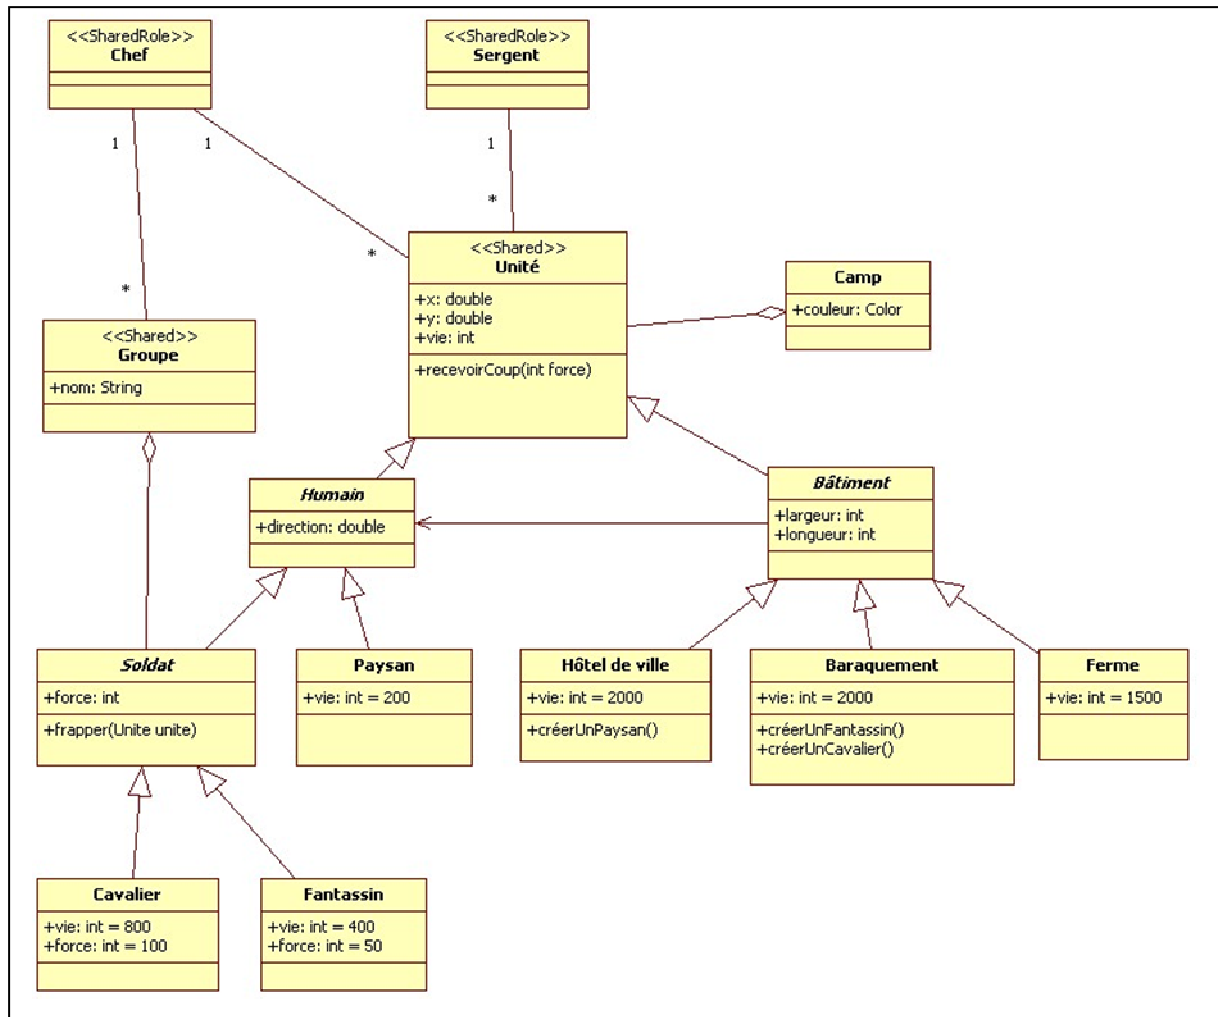 <<SharedRole>>
Chef
<<SharedRole>>
Sergent
1
1
1
*
*
*
<<Shared>>
Unité
+x: double
+y: double
+vie: int
+recevoirCoup(int force)
Camp
+couleur: Color
<<Shared>>
Groupe
+nom: String
Humain
+direction: double
Bâtiment
+largeur: int
+longueur: int
Soldat
+force: int
+frapper(Unite unite)
Paysan
+vie: int = 200
Hôtel de ville
+vie: int = 2000
+créerUnPaysan()
Baraquement
+vie: int = 2000
+créerUnFantassin()
+créerUnCavalier()
Ferme
+vie: int = 1500
Cavalier
+vie: int = 800
+force: int = 100
Fantassin
+vie: int = 400
+force: int = 50